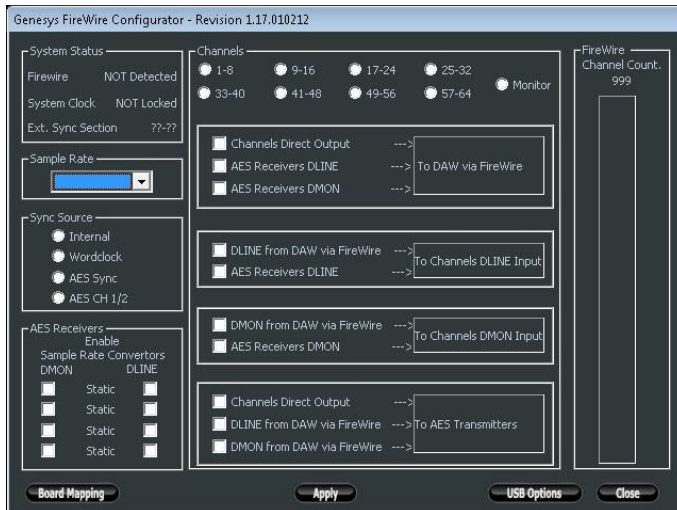 Genesys FireWire Configurator - Revision 1.17.010212
System Status
Firewire NOT Detected
System Clock NOT Locked
Ext. Sync Section ??-??
Sample Rate
Sync Source
Internal
Wordclock
AES Sync
AES CH 1/2
AES Receivers
Enable
Sample Rate Convertors
DMON DLINE
Static
Static
Static
Static
Channels
1-8 9-16 17-24 25-32
33-40 41-48 49-56 57-64
Monitor
Channels Direct Output --->
AES Receivers DLINE ---> To DAW via FireWire
AES Receivers DMON --->
DLINE from DAW via FireWire --->
AES Receivers DLINE --->
To Channels DLINE Input
DMON from DAW via FireWire --->
AES Receivers DMON --->
To Channels DMON Input
Channels Direct Output --->
DLINE from DAW via FireWire ---> To AES Transmitters
DMON from DAW via FireWire --->
FireWire
Channel Count.
999
Board Mapping Apply USB Options Close